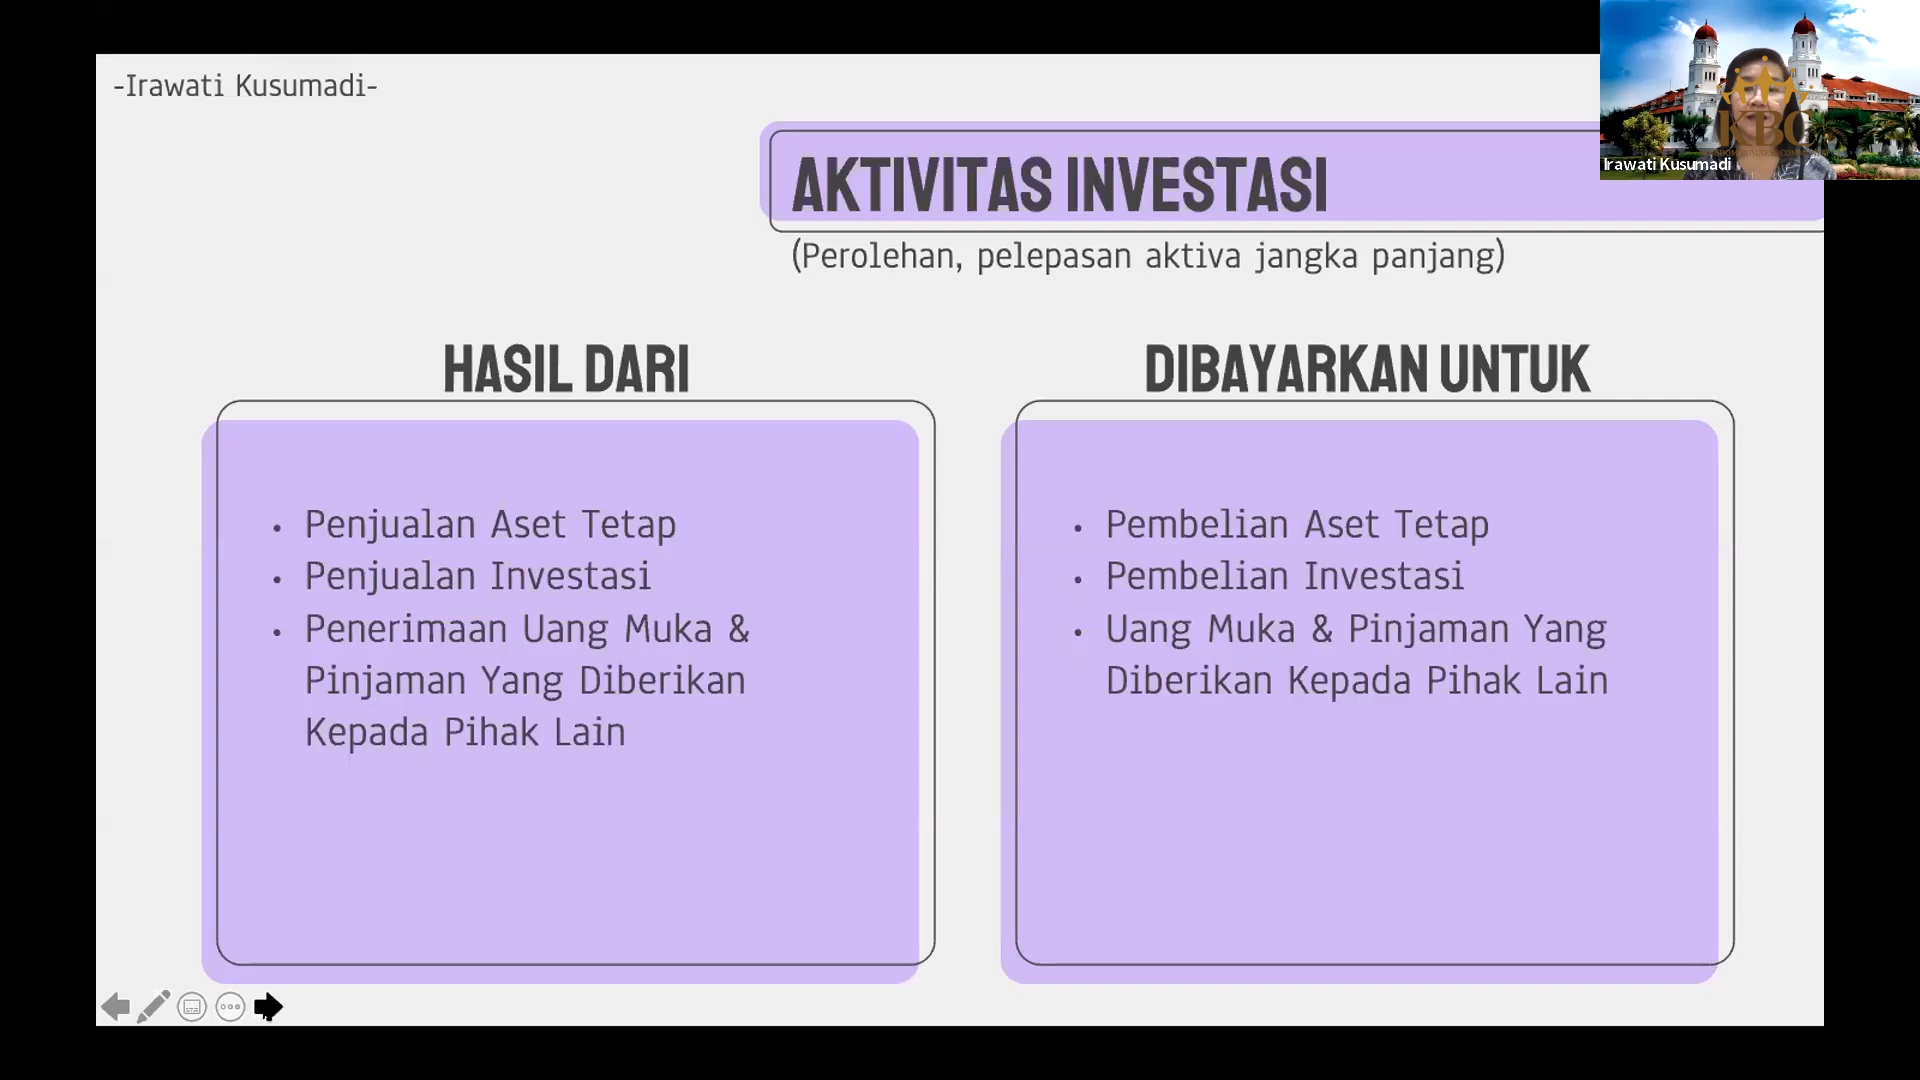 -Irawati Kusumadi-
KBC
Irawati Kusumadi
AKTIVITAS INVESTASI
(Perolehan, pelepasan aktiva jangka panjang)
HASIL DARI
• Penjualan Aset Tetap
• Penjualan Investasi
• Penerimaan Uang Muka &
Pinjaman Yang Diberikan
Kepada Pihak Lain
DIBAYARKAN UNTUK
• Pembelian Aset Tetap
• Pembelian Investasi
• Uang Muka & Pinjaman Yang
Diberikan Kepada Pihak Lain